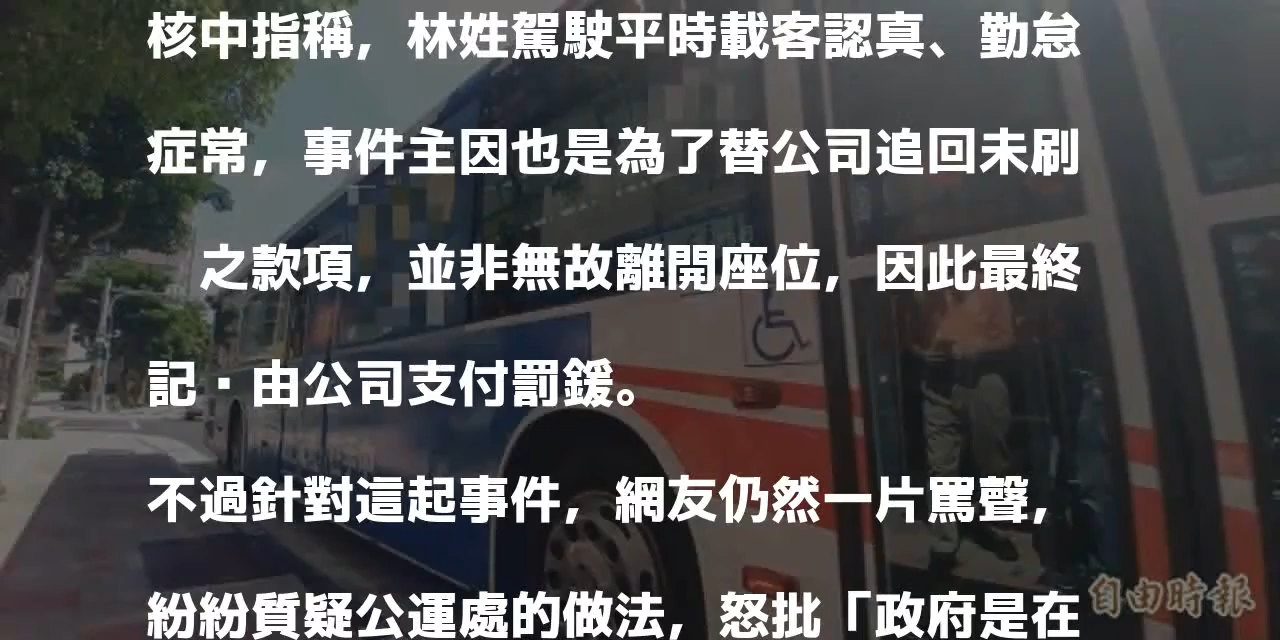 核中指稱，林姓駕駛平時載客認真、勤怠
症常，事件主因也是為了替公司追回未刷
之款項，並非無故離開座位，因此最終
記·由公司支付罰鍰。
不過針對這起事件，網友仍然一片罵聲，
紛紛質疑公運處的做法，怒批「政府是在
自由時報